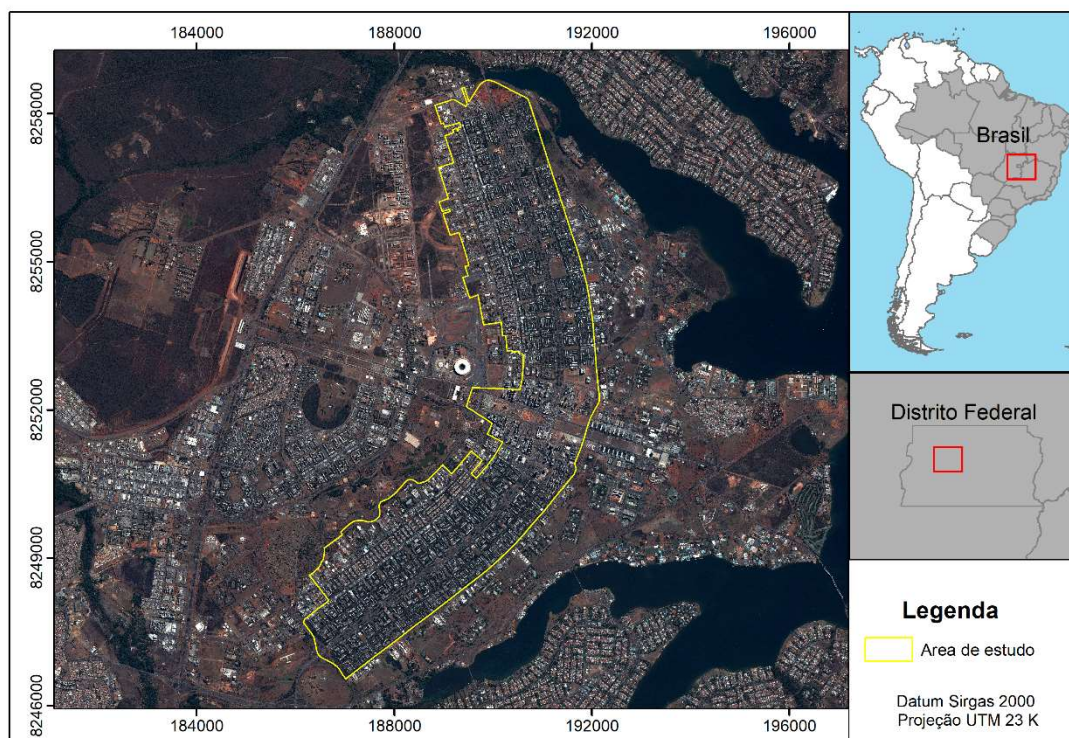 184000 188000 192000 196000
8258000
8255000
8252000
8249000
8246000
184000 188000 192000 196000
Brasil
Distrito Federal
Legenda
Area de estudo
Datum Sirgas 2000
Projeção UTM 23 K